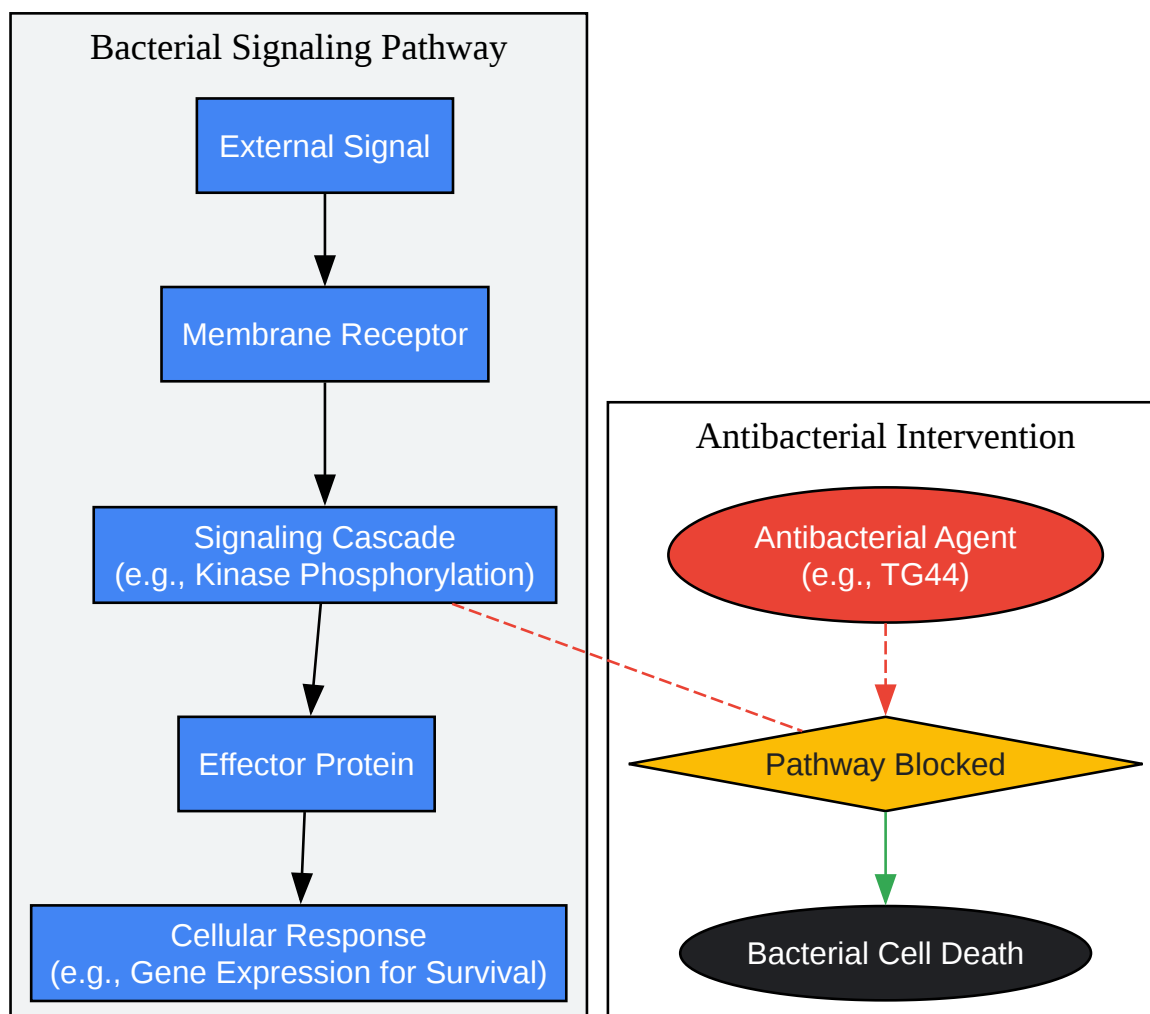 Bacterial Signaling Pathway
External Signal
Membrane Receptor
Signaling Cascade
(e.g., Kinase Phosphorylation)
Effector Protein
Cellular Response
(e.g., Gene Expression for Survival)
Antibacterial Intervention
Antibacterial Agent
(e.g., TG44)
Pathway Blocked
Bacterial Cell Death